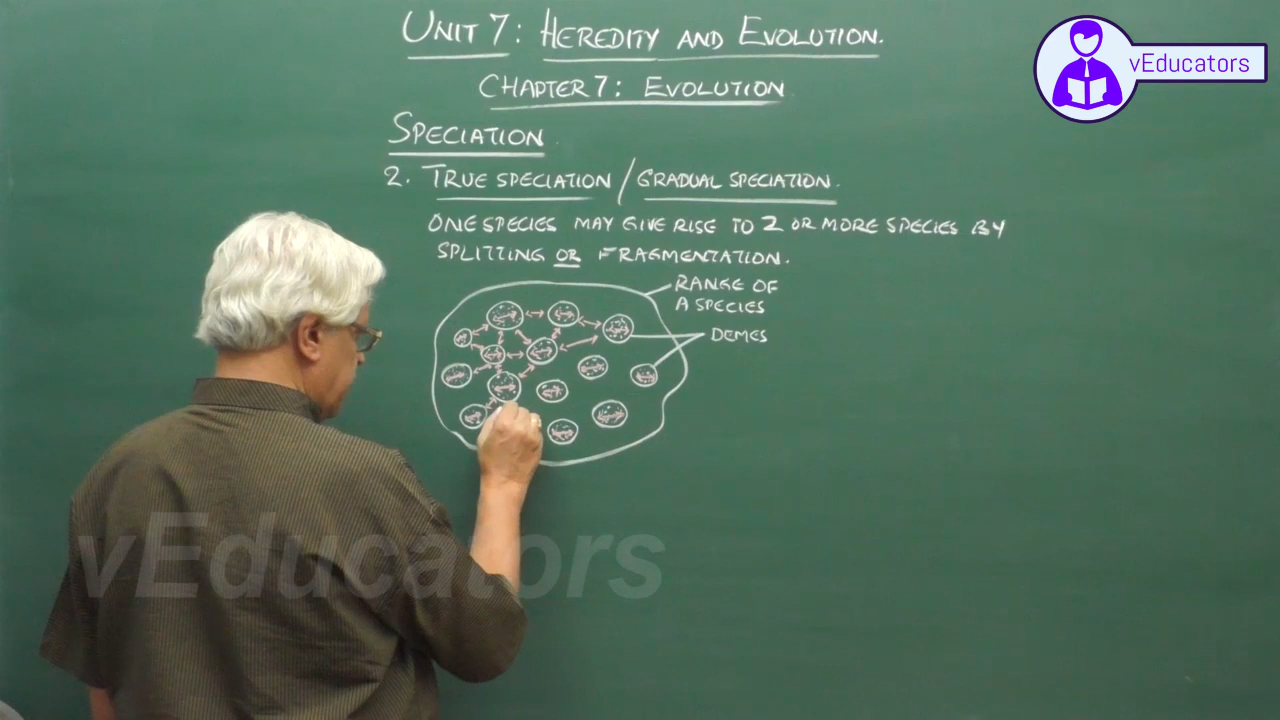 UNIT 7: HEREDITY AND EVOLUTION.
CHAPTER 7: EVOLUTION
SPECIATION
2. TRUE SPECIATION / GRADUAL SPECIATION.
ONE SPECIES MAY GIVE RISE TO 2 OR MORE SPECIES BY
SPLITTING OR FRAGMENTATION.
RANGE OF
A SPECIES
DEMES
vEducators
vEducators